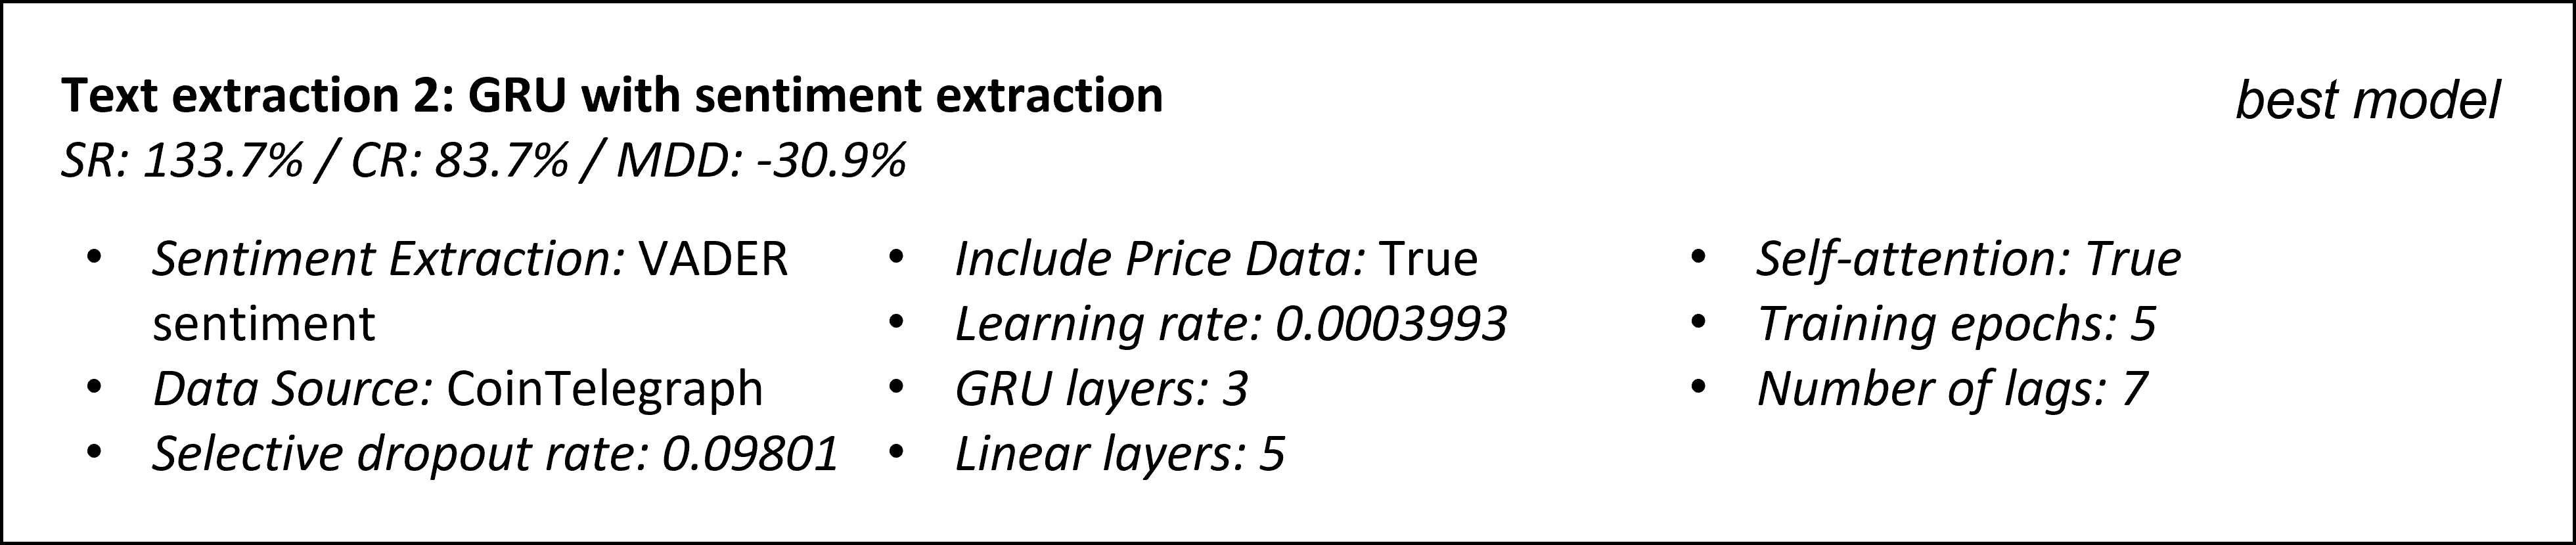 Text extraction 2: GRU with sentiment extraction
best model
SR: 133.7% / CR: 83.7% / MDD: -30.9%
• Sentiment Extraction: VADER
sentiment
• Data Source: CoinTelegraph
• Selective dropout rate: 0.09801
• Include Price Data: True
• Learning rate: 0.0003993
• GRU layers: 3
• Linear layers: 5
• Self-attention: True
• Training epochs: 5
• Number of lags: 7